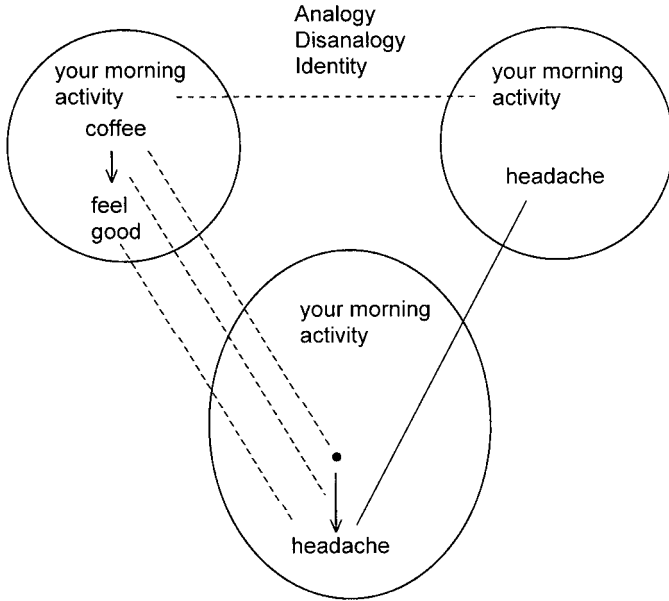 Analogy
Disanalogy
Identity
your morning
activity
coffee
feel
good
your morning
activity
headache
your morning
activity
headache